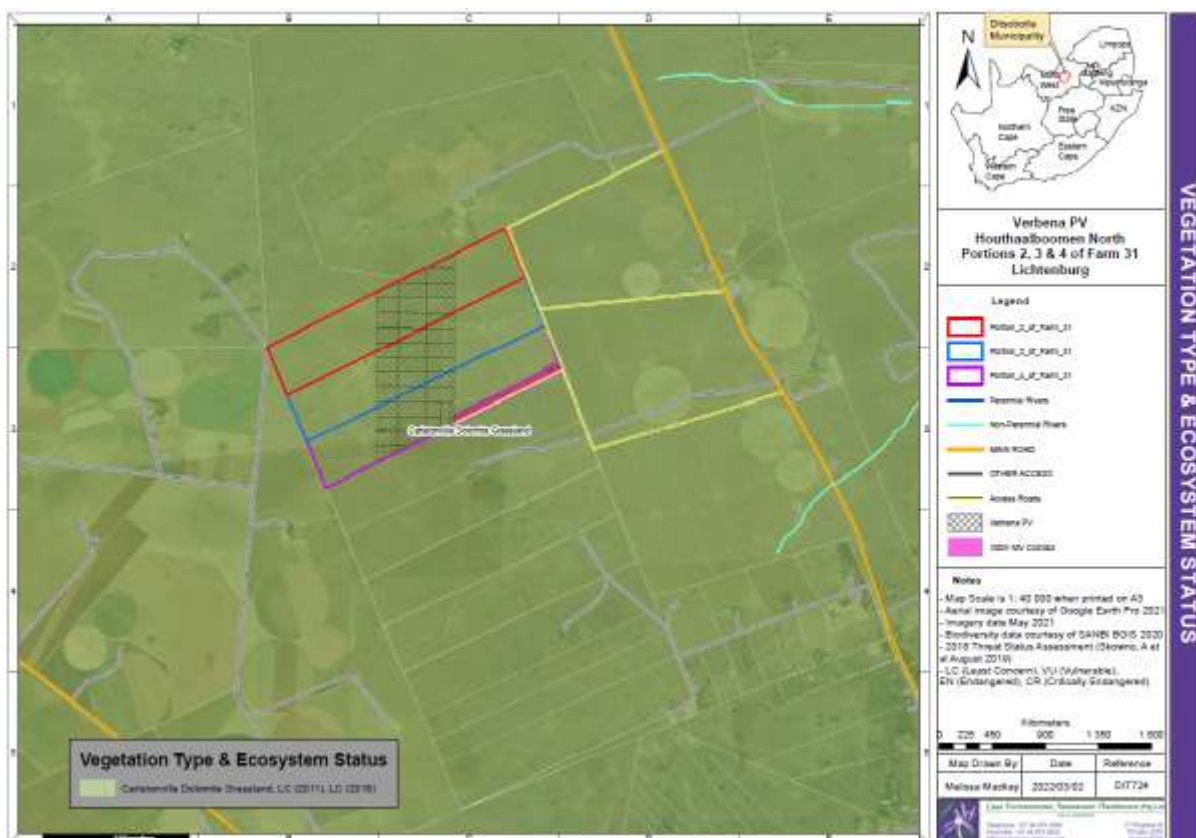 A B C D E
1
2
3
4
5
Carletonville Dolomite Grassland
Vegetation Type & Ecosystem Status
Carletonville Dolomite Grassland, LC (2011), LC (2018)
Ditsobotla
Municipality
N
Limpopo
North
West
Gauteng
Mpumalanga
Free
State
KZN
Northern
Cape
Eastern
Cape
Western
Cape
Verbena PV
Houthaalboomen North
Portions 2, 3 & 4 of Farm 31
Lichtenburg
Legend
Perennial Rivers
Non-Perennial Rivers
MAIN ROAD
OTHER ACCESS
Access Roads
Verbena PV
Notes
- Map Scale is 1: 40 000 when printed on A3
- Aerial image courtesy of Google Earth Pro 2021
- Imagery date May 2021
- Biodiversity data courtesy of SANBI BGIS 2020
- 2018 Threat Status Assessment (Skowno, A et
al August 2019)
- LC (Least Concern), VU (Vulnerable),
EN (Endangered), CR (Critically Endangered)
Kilometers
0 225 450 900 1 350 1 800
Map Drawn By Date Reference
Melissa Mackay 2022/03/02 DIT724
VEGETATION TYPE & ECOSYSTEM STATUS